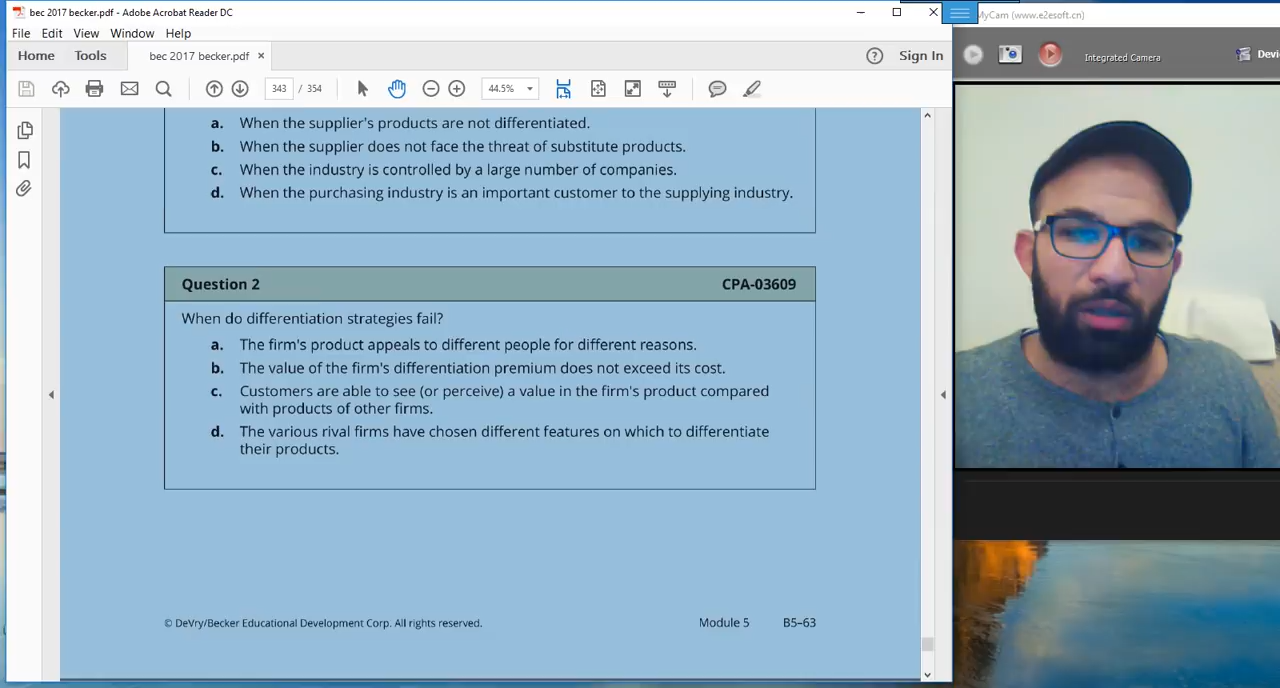 bec 2017 becker.pdf - Adobe Acrobat Reader DC
MyCam (www.e2esoft.cn)
File Edit View Window Help
Home Tools bec 2017 becker.pdf × Sign In
Integrated Camera Devi
343 / 354 44.5%
a. When the supplier's products are not differentiated.
b. When the supplier does not face the threat of substitute products.
c. When the industry is controlled by a large number of companies.
d. When the purchasing industry is an important customer to the supplying industry.
Question 2 CPA-03609
When do differentiation strategies fail?
a. The firm's product appeals to different people for different reasons.
b. The value of the firm's differentiation premium does not exceed its cost.
c. Customers are able to see (or perceive) a value in the firm's product compared
with products of other firms.
d. The various rival firms have chosen different features on which to differentiate
their products.
© DeVry/Becker Educational Development Corp. All rights reserved. Module 5 B5–63